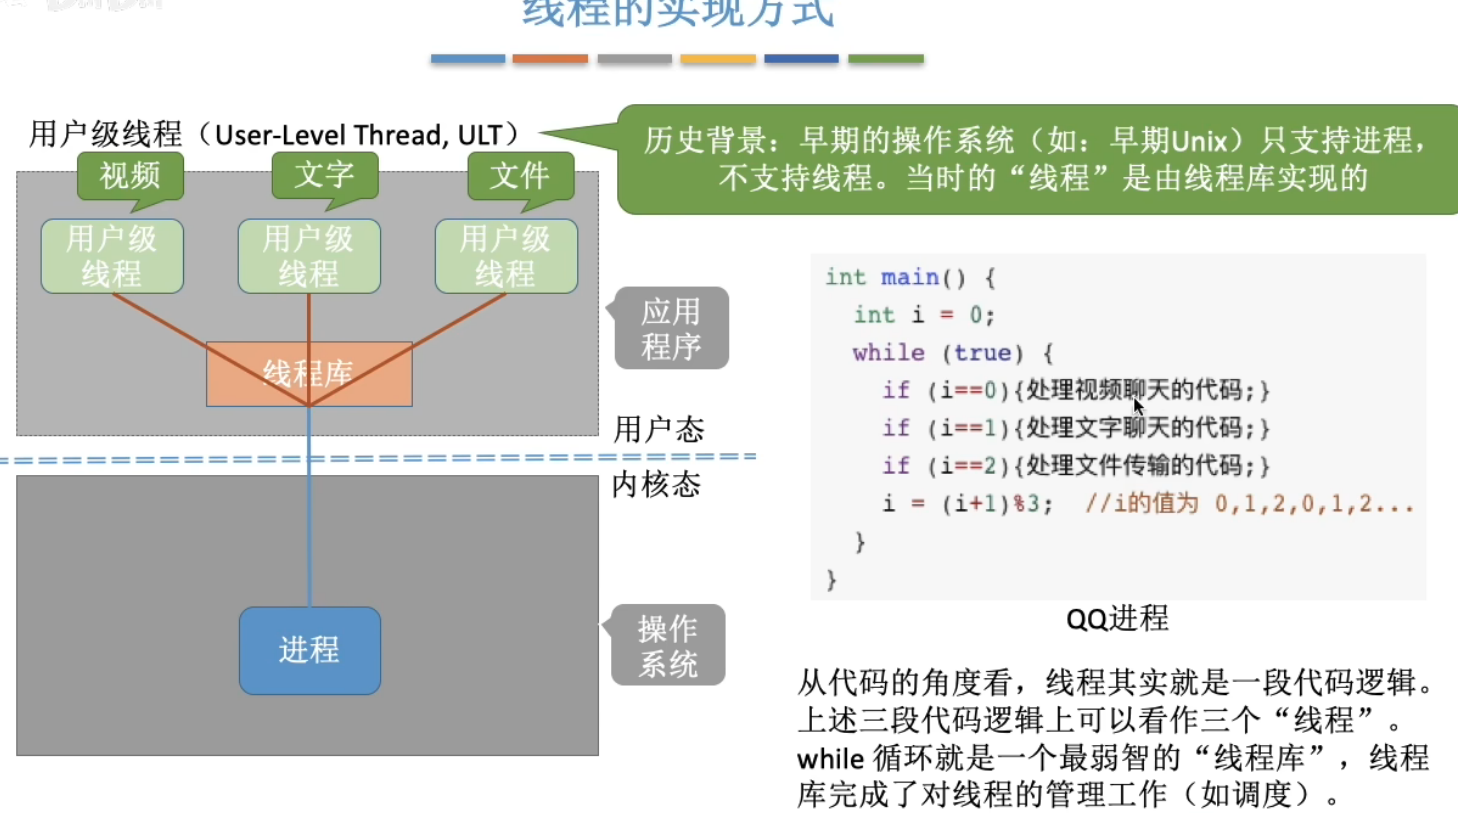 线程的实现方式
用户级线程（User-Level Thread, ULT）
历史背景：早期的操作系统（如：早期Unix）只支持进程，
不支持线程。当时的“线程”是由线程库实现的
视频
文字
文件
用户级
线程
用户级
线程
用户级
线程
线程库
应用
程序
用户态
内核态
进程
操作
系统
int main() {
int i = 0;
while (true) {
if (i==0){处理视频聊天的代码;}
if (i==1){处理文字聊天的代码;}
if (i==2){处理文件传输的代码;}
i = (i+1)%3; //i的值为 0,1,2,0,1,2...
}
}
QQ进程
从代码的角度看，线程其实就是一段代码逻辑。
上述三段代码逻辑上可以看作三个“线程”。
while 循环就是一个最弱智的“线程库”，线程
库完成了对线程的管理工作（如调度）。